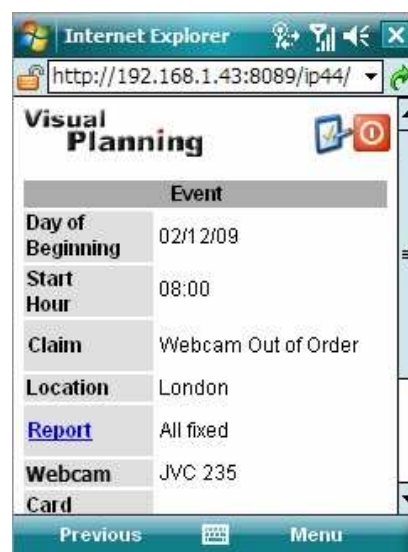 Internet Explorer
http://192.168.1.43:8089/ip44/
Visual
Planning
Event
Day of
Beginning
02/12/09
Start
Hour
08:00
Claim
Webcam Out of Order
Location
London
Report
All fixed
Webcam
JVC 235
Card
Previous
Menu